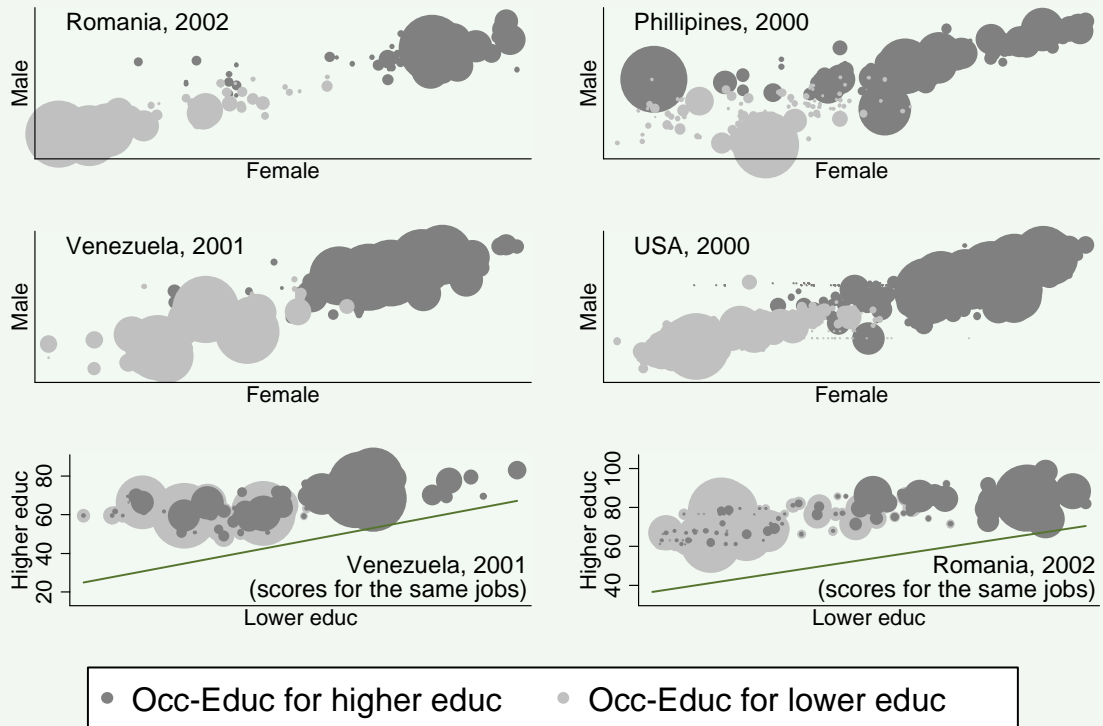 Romania, 2002
Male
Female
Phillipines, 2000
Male
Female
Venezuela, 2001
Male
Female
USA, 2000
Male
Female
Higher educ
20 40 60 80
Venezuela, 2001
(scores for the same jobs)
Lower educ
Higher educ
40 60 80 100
Romania, 2002
(scores for the same jobs)
Lower educ
Occ-Educ for higher educ
Occ-Educ for lower educ